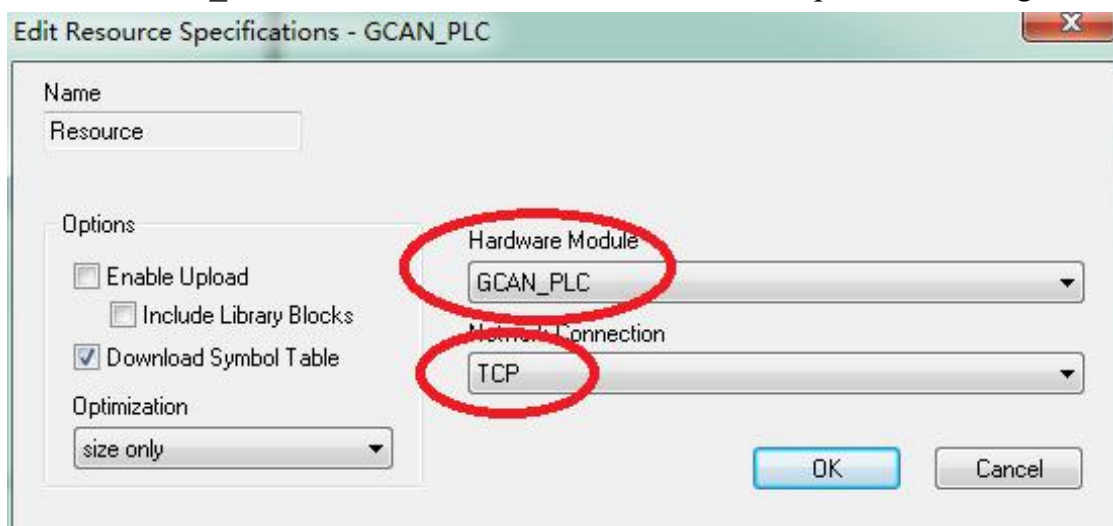 Edit Resource Specifications - GCAN_PLC
Name
Resource
Options
Enable Upload
Include Library Blocks
Download Symbol Table
Optimization
size only
Hardware Module
GCAN_PLC
Network Connection
TCP
OK
Cancel